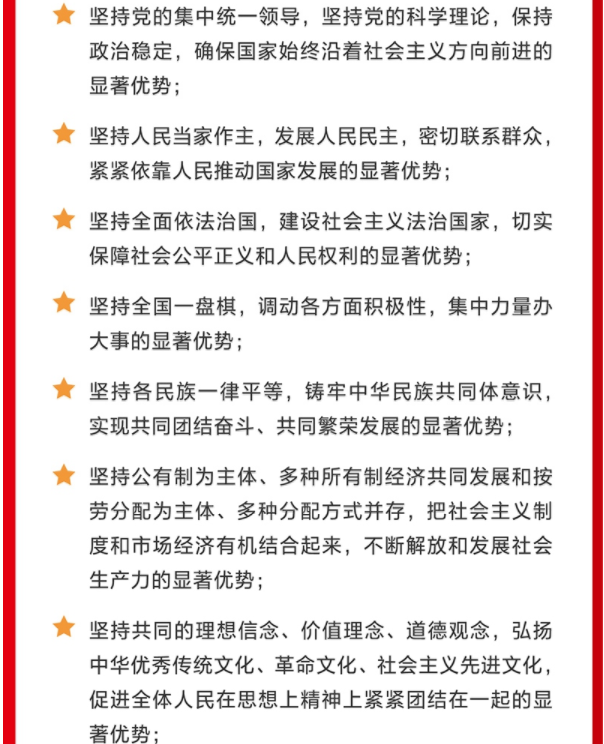 坚持党的集中统一领导，坚持党的科学理论，保持
政治稳定，确保国家始终沿着社会主义方向前进的
显著优势；
坚持人民当家作主，发展人民民主，密切联系群众，
紧紧依靠人民推动国家发展的显著优势；
坚持全面依法治国，建设社会主义法治国家，切实
保障社会公平正义和人民权利的显著优势；
坚持全国一盘棋，调动各方面积极性，集中力量办
大事的显著优势；
坚持各民族一律平等，铸牢中华民族共同体意识，
实现共同团结奋斗、共同繁荣发展的显著优势；
坚持公有制为主体、多种所有制经济共同发展和按
劳分配为主体、多种分配方式并存，把社会主义制
度和市场经济有机结合起来，不断解放和发展社会
生产力的显著优势；
坚持共同的理想信念、价值理念、道德观念，弘扬
中华优秀传统文化、革命文化、社会主义先进文化，
促进全体人民在思想上精神上紧紧团结在一起的显
著优势；